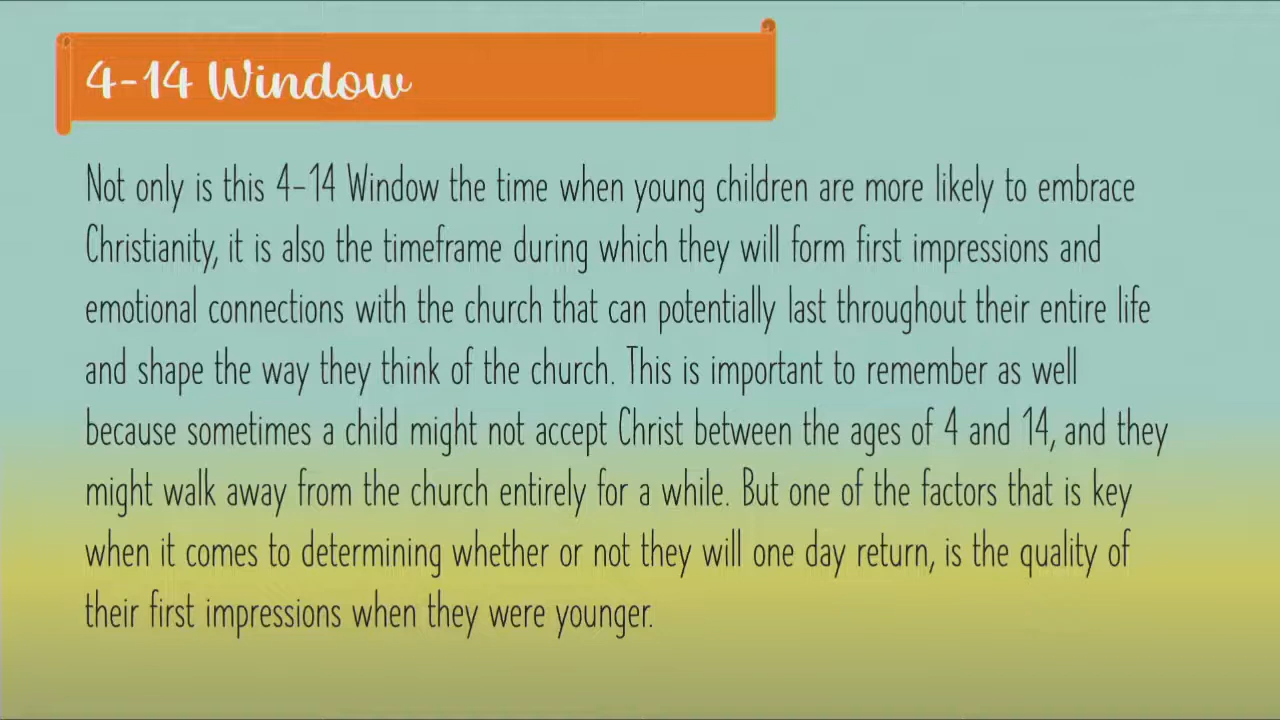 4-14 Window
Not only is this 4-14 Window the time when young children are more likely to embrace
Christianity, it is also the timeframe during which they will form first impressions and
emotional connections with the church that can potentially last throughout their entire life
and shape the way they think of the church. This is important to remember as well
because sometimes a child might not accept Christ between the ages of 4 and 14, and they
might walk away from the church entirely for a while. But one of the factors that is key
when it comes to determining whether or not they will one day return, is the quality of
their first impressions when they were younger.